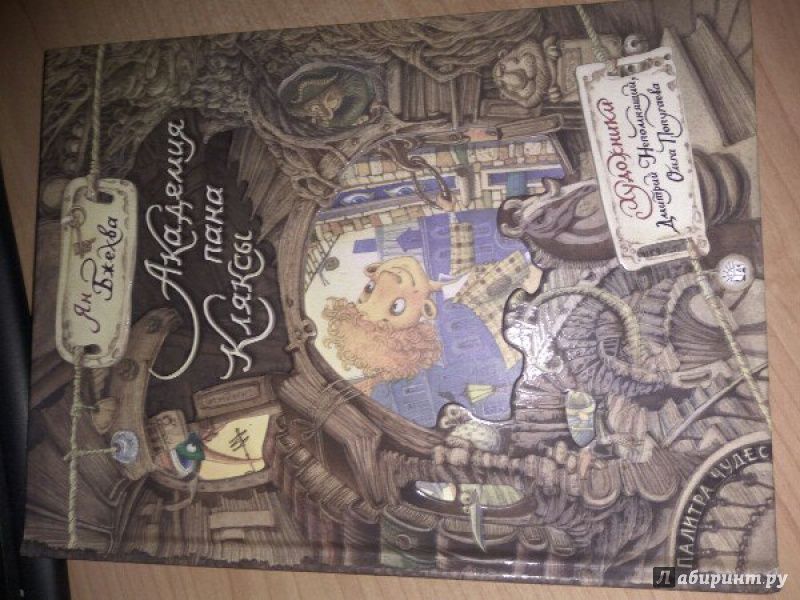 Ян
Бжехва
Академия
пана
Кляксы
Художники
Дмитрий Непомнящий,
Ольга Попугаева
ПАЛИТРА ЧУДЕС
Лабиринт.ру